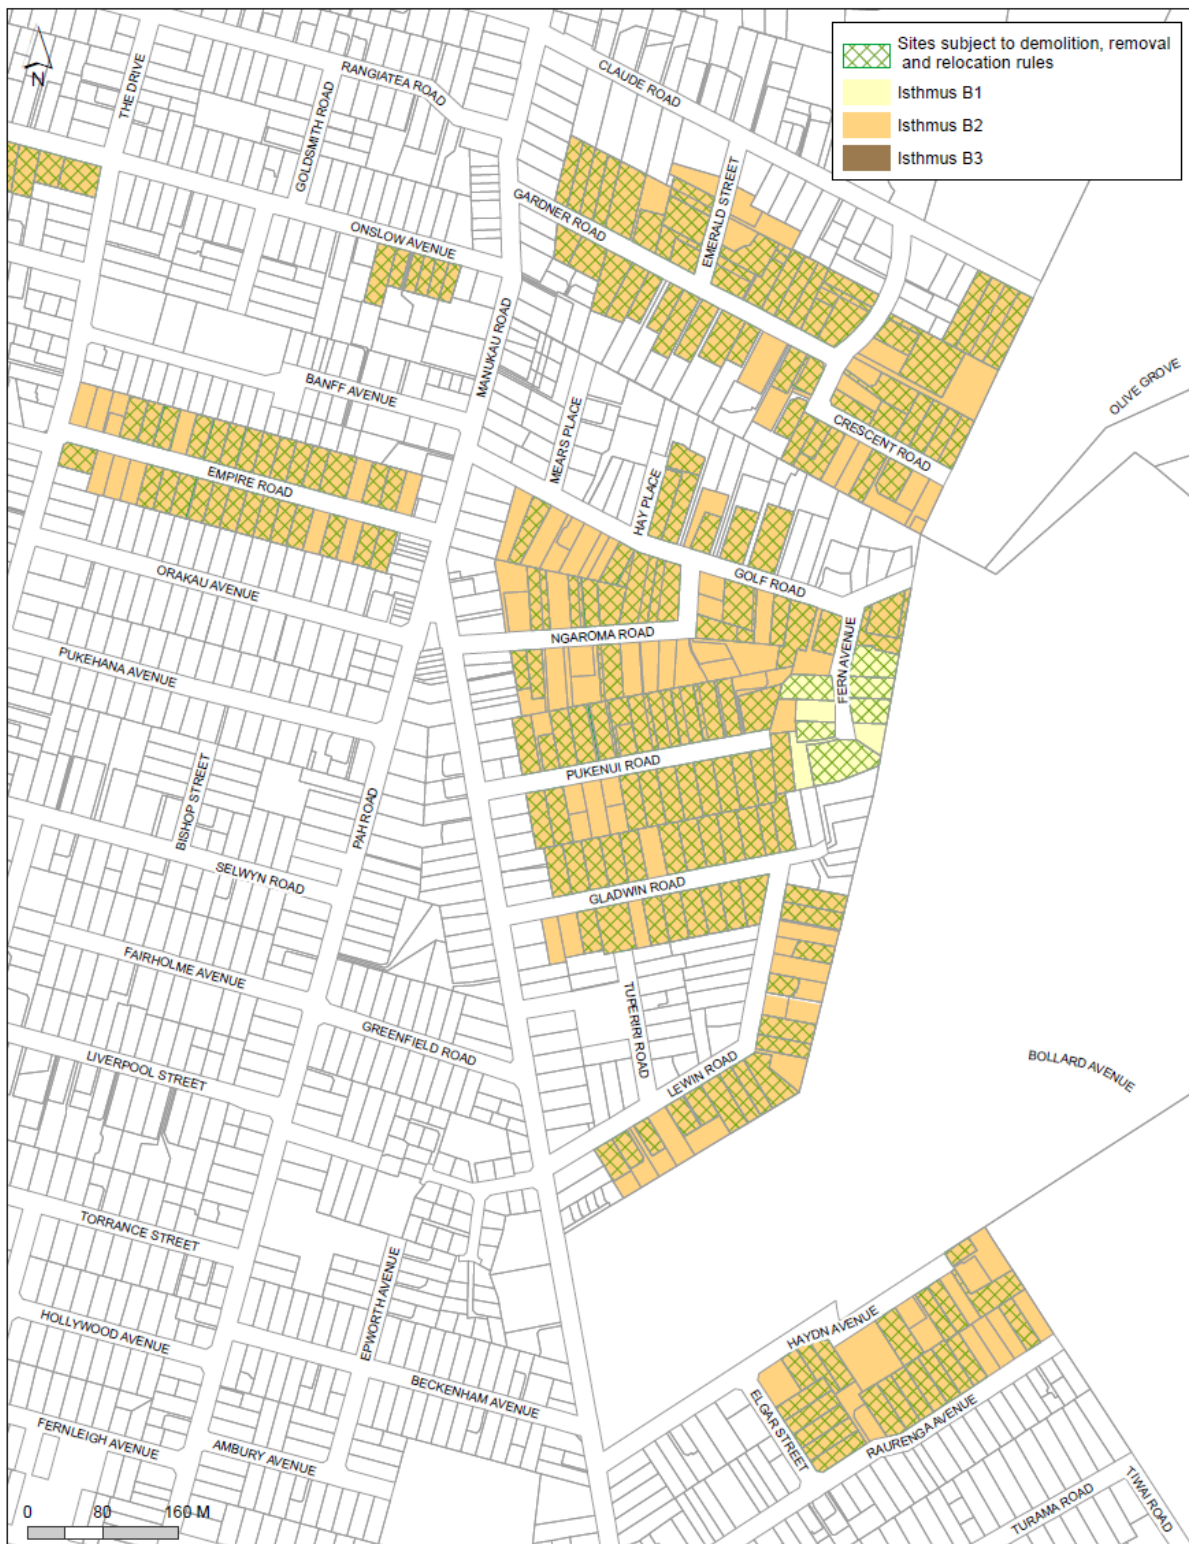 Sites subject to demolition, removal
and relocation rules
Isthmus B1
Isthmus B2
Isthmus B3
N
THE DRIVE
RANGIATEA ROAD
GOLDSMITH ROAD
CLAUDE ROAD
GARDNER ROAD
EMERALD STREET
ONSLOW AVENUE
MANUKAU ROAD
BANFF AVENUE
MEARS PLACE
OLIVE GROVE
CRESCENT ROAD
EMPIRE ROAD
HAY PLACE
ORAKAU AVENUE
GOLF ROAD
NGAROMA ROAD
FERN AVENUE
PUKEHANA AVENUE
PUKENUI ROAD
BISHOP STREET
PAH ROAD
SELWYN ROAD
GLADWIN ROAD
FAIRHOLME AVENUE
TUPERIRI ROAD
GREENFIELD ROAD
LIVERPOOL STREET
LEWIN ROAD
BOLLARD AVENUE
TORRANCE STREET
EPWORTH AVENUE
HOLLYWOOD AVENUE
HAYDN AVENUE
BECKENHAM AVENUE
ELGAR STREET
RAURENGA AVENUE
FERNLEIGH AVENUE
AMBURY AVENUE
TURAMA ROAD
TIWAI ROAD
0 80 160 M